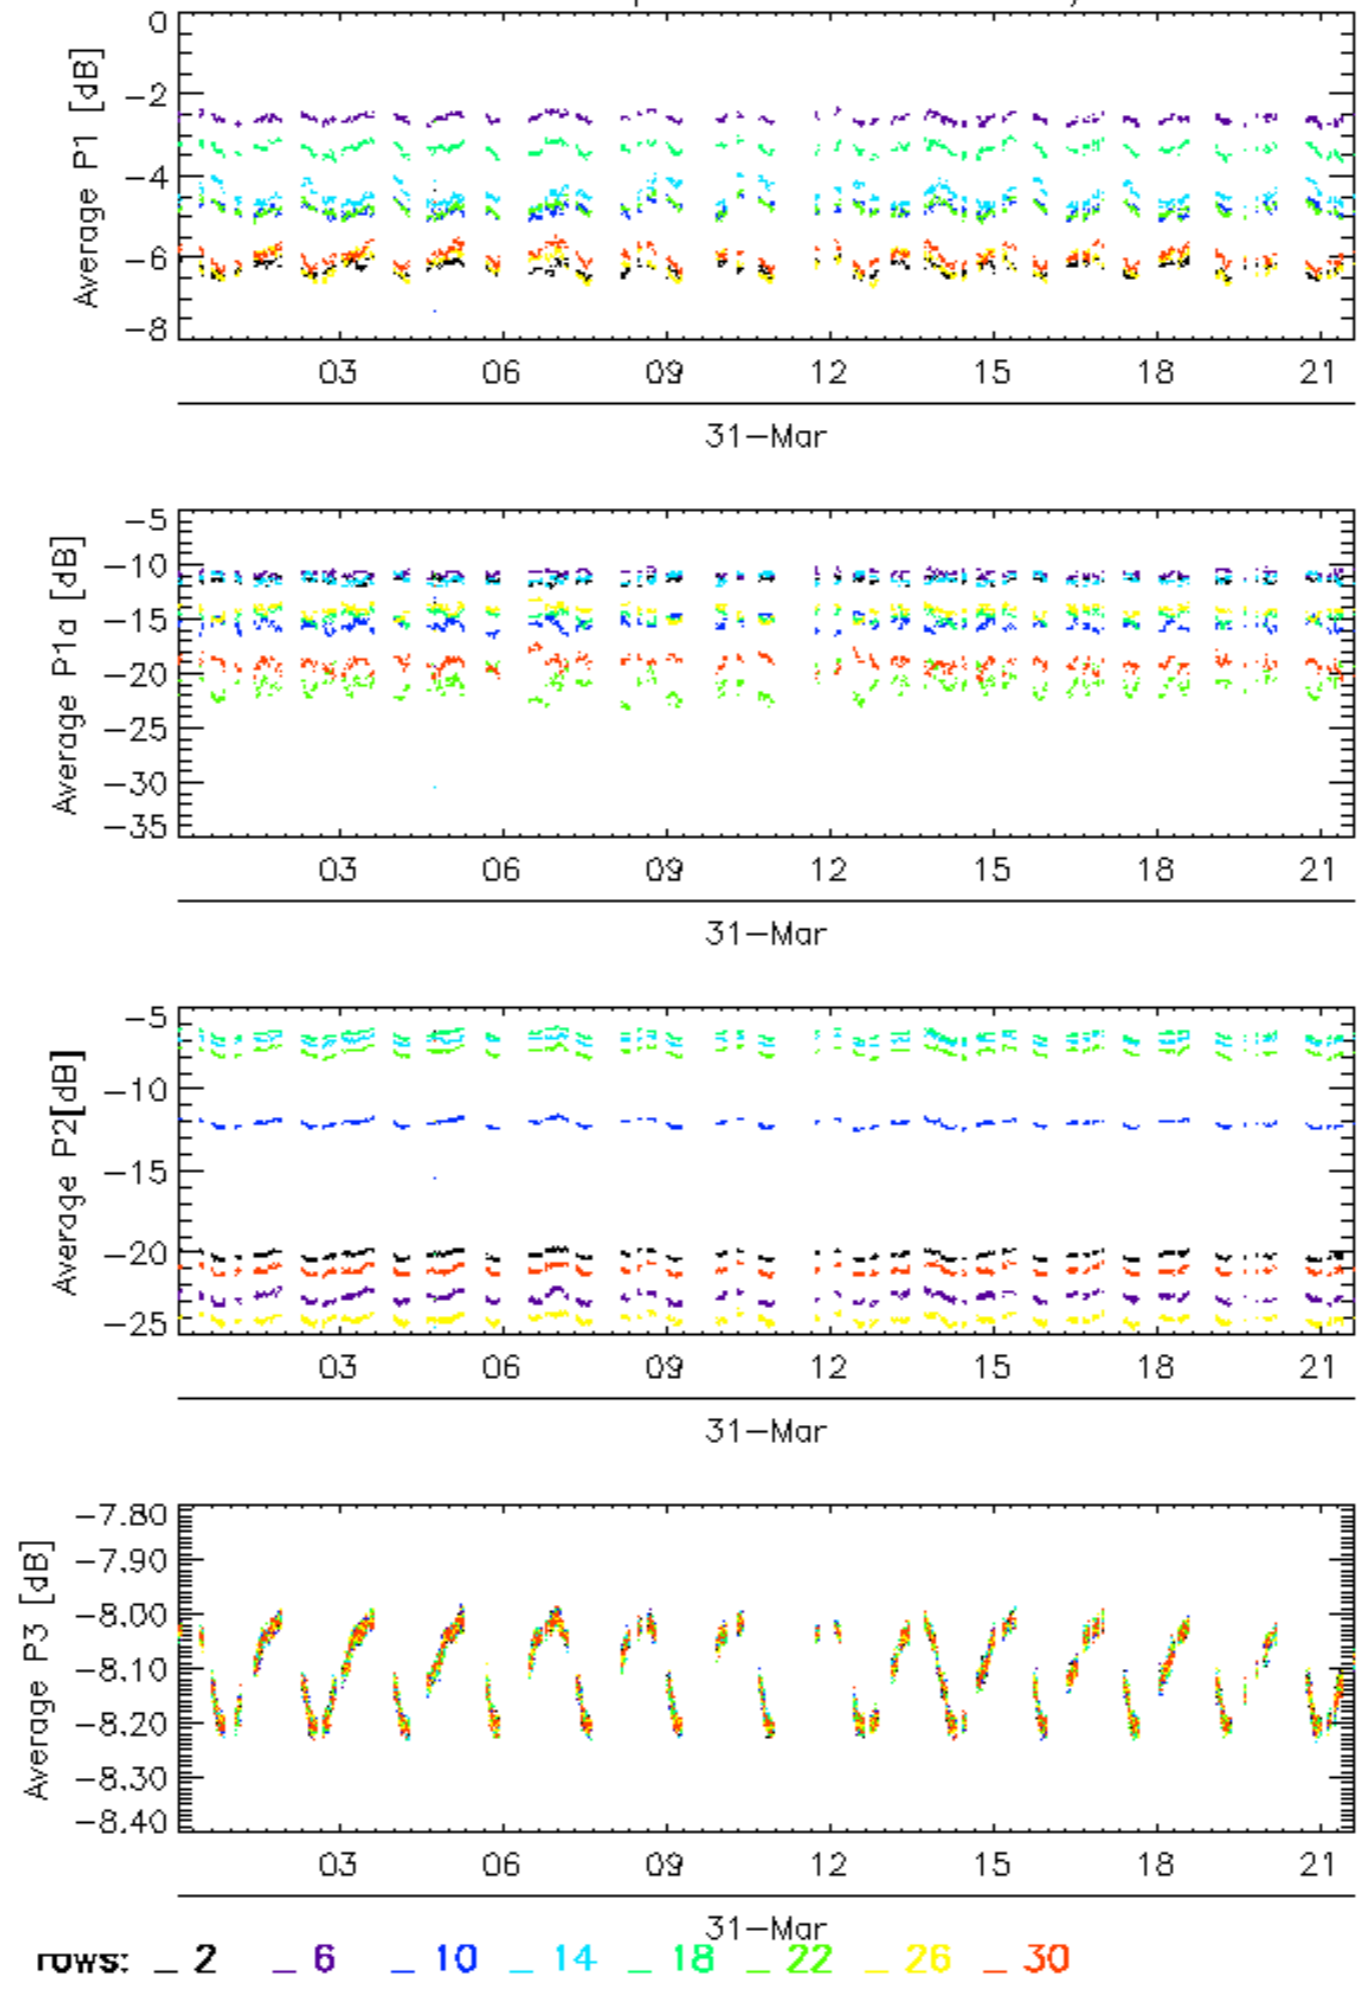 0
−2
−4
−6
−8
Average P1 [dB]
03 06 09 12 15 18 21
31−Mar
−5
−10
−15
−20
−25
−30
−35
Average P1a [dB]
03 06 09 12 15 18 21
31−Mar
−5
−10
−15
−20
−25
Average P2[dB]
03 06 09 12 15 18 21
31−Mar
−7.80
−7.90
−8.00
−8.10
−8.20
−8.30
−8.40
Average P3 [dB]
03 06 09 12 15 18 21
31−Mar
rows: _ 2 _ 6 _ 10 _ 14 _ 18 _ 22 _ 26 _ 30